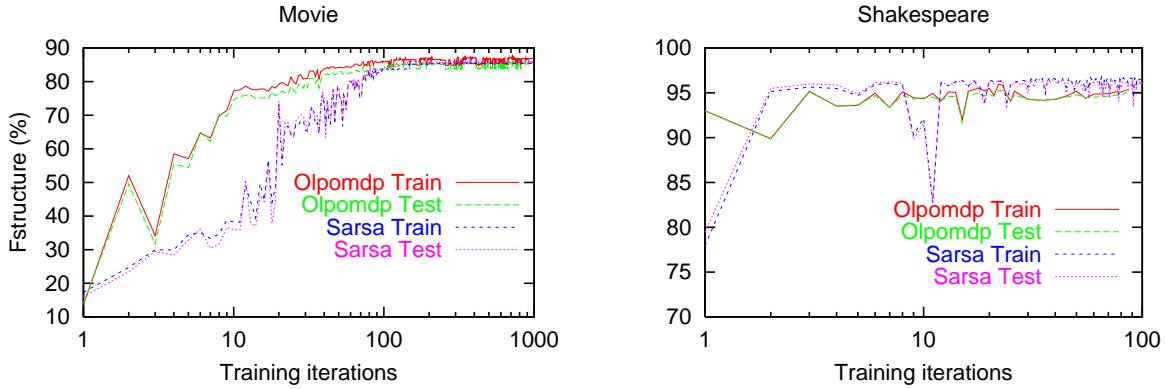 Movie
Fstructure (%)
90
80
70
60
50
40
30
20
10
Olpomdp Train
Olpomdp Test
Sarsa Train
Sarsa Test
1
10
100
1000
Training iterations
Shakespeare
100
95
90
85
80
75
70
Olpomdp Train
Olpomdp Test
Sarsa Train
Sarsa Test
1
10
100
Training iterations